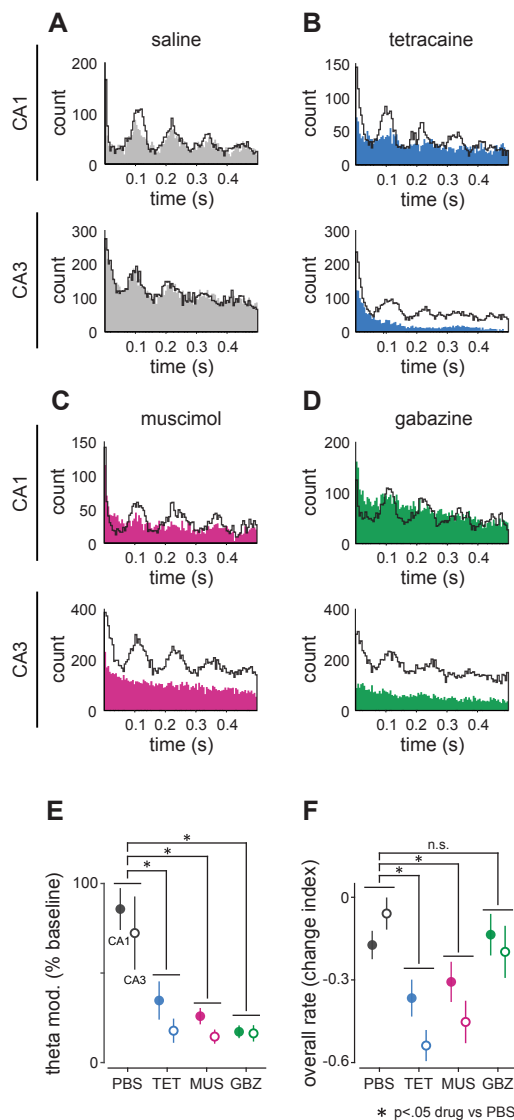 A
saline
B
tetracaine
CA1
count
200
100
0
0.1 0.2 0.3 0.4
time (s)
count
150
100
50
0
0.1 0.2 0.3 0.4
time (s)
CA3
count
300
200
100
0
0.1 0.2 0.3 0.4
time (s)
count
300
200
100
0
0.1 0.2 0.3 0.4
time (s)
C
muscimol
D
gabazine
CA1
count
150
100
50
0
0.1 0.2 0.3 0.4
time (s)
count
200
100
0
0.1 0.2 0.3 0.4
time (s)
CA3
count
400
200
0
0.1 0.2 0.3 0.4
time (s)
count
400
200
0
0.1 0.2 0.3 0.4
time (s)
E
theta mod. (% baseline)
100
0
*
*
*
CA1
CA3
PBS TET MUS GBZ
F
overall rate (change index)
0
-0.3
-0.6
n.s.
*
*
PBS TET MUS GBZ
* p<.05 drug vs PBS